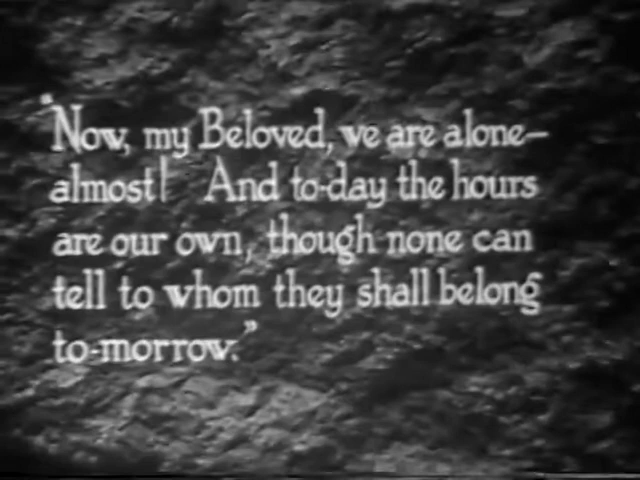 "Now, my Beloved, we are alone—
almost! And to-day the hours
are our own, though none can
tell to whom they shall belong
to-morrow."